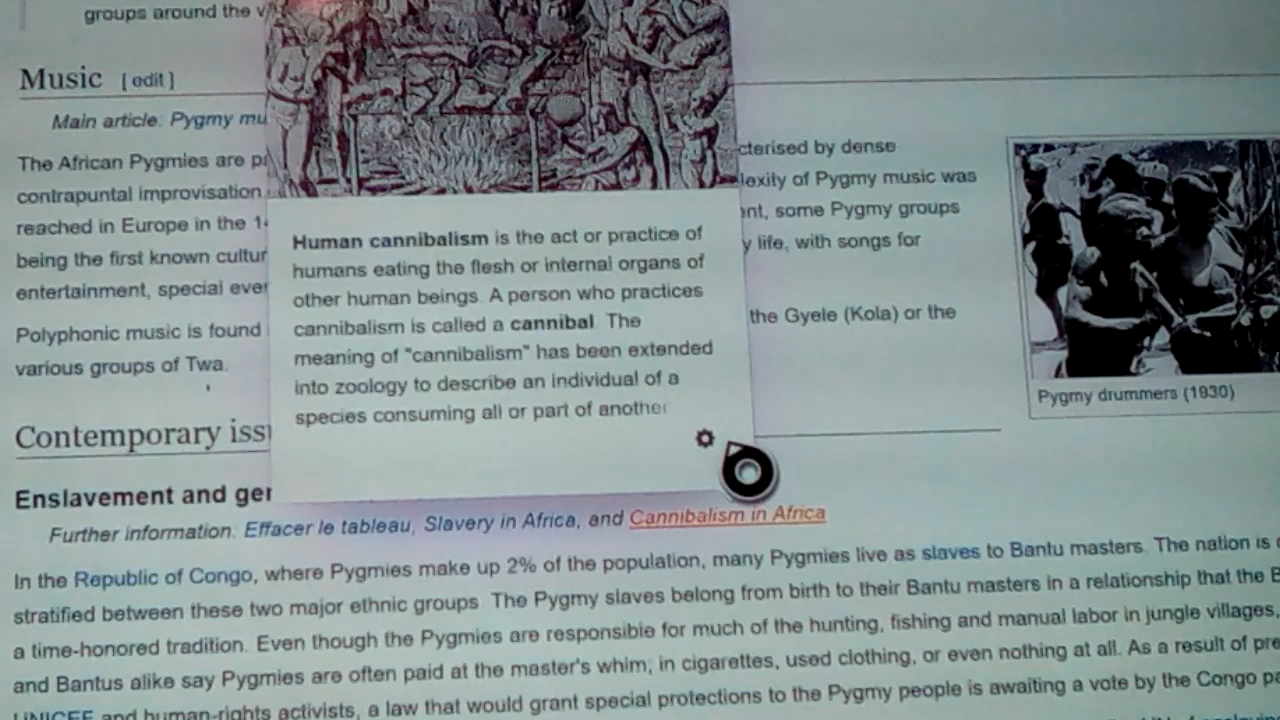 groups around the
Music [ edit ]
Main article: Pygmy mu
The African Pygmies are
cterised by dense
contrapuntal improvisation.
lexity of Pygmy music was
reached in Europe in the
ent, some Pygmy groups
being the first known cultur
y life, with songs for
entertainment, special ever
Polyphonic music is found
the Gyele (Kola) or the
various groups of Twa.
Human cannibalism is the act or practice of
humans eating the flesh or internal organs of
other human beings. A person who practices
cannibalism is called a cannibal. The
meaning of "cannibalism" has been extended
into zoology to describe an individual of a
species consuming all or part of another
Pygmy drummers (1930)
Contemporary iss
Enslavement and ger
Further information: Effacer le tableau, Slavery in Africa, and Cannibalism in Africa
In the Republic of Congo, where Pygmies make up 2% of the population, many Pygmies live as slaves to Bantu masters. The nation is
stratified between these two major ethnic groups. The Pygmy slaves belong from birth to their Bantu masters in a relationship that the B
a time-honored tradition. Even though the Pygmies are responsible for much of the hunting, fishing and manual labor in jungle villages,
and Bantus alike say Pygmies are often paid at the master's whim; in cigarettes, used clothing, or even nothing at all. As a result of pre
UNICEF and human-rights activists, a law that would grant special protections to the Pygmy people is awaiting a vote by the Congo pa